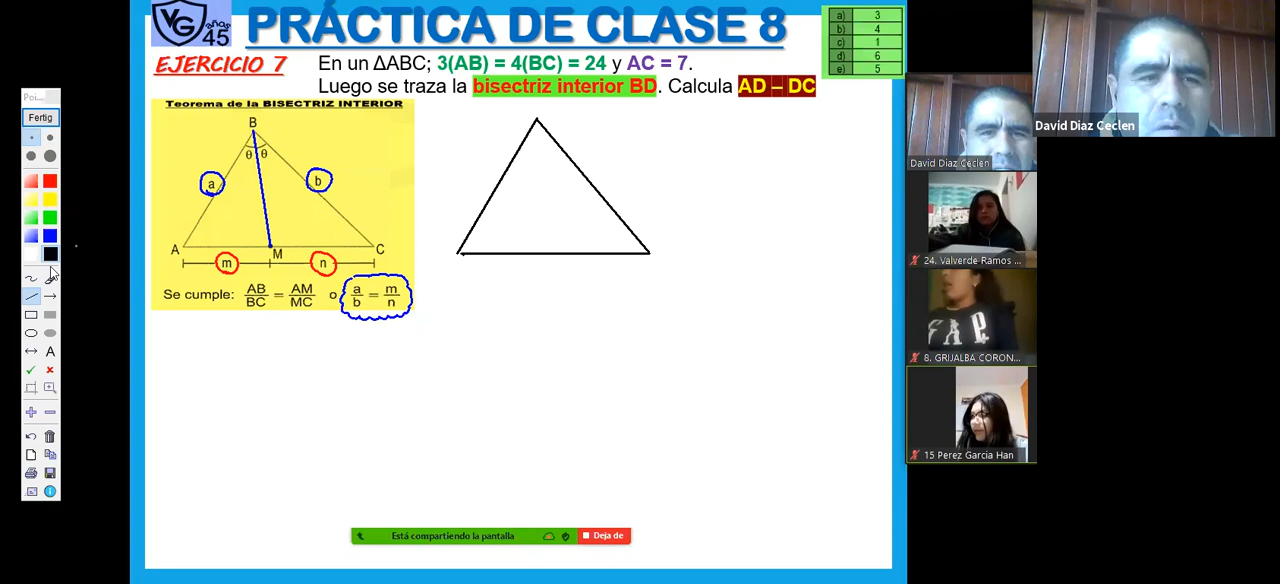 VG
años
45
PRÁCTICA DE CLASE 8
a) 3
b) 4
c) 1
d) 6
e) 5
EJERCICIO 7
En un ΔABC; 3(AB) = 4(BC) = 24 y AC = 7.
Luego se traza la bisectriz interior BD. Calcula AD – DC
Teorema de la BISECTRIZ INTERIOR
B
θ θ
a
b
A
M
C
m
n
Se cumple: AB/BC = AM/MC o a/b = m/n
Poi...
Fertig
A
Está compartiendo la pantalla
Deja de
David Diaz Ceclen
David Diaz Ceclen
24. Valverde Ramos ...
FAP
8. GRIJALBA CORON...
15 Perez Garcia Han